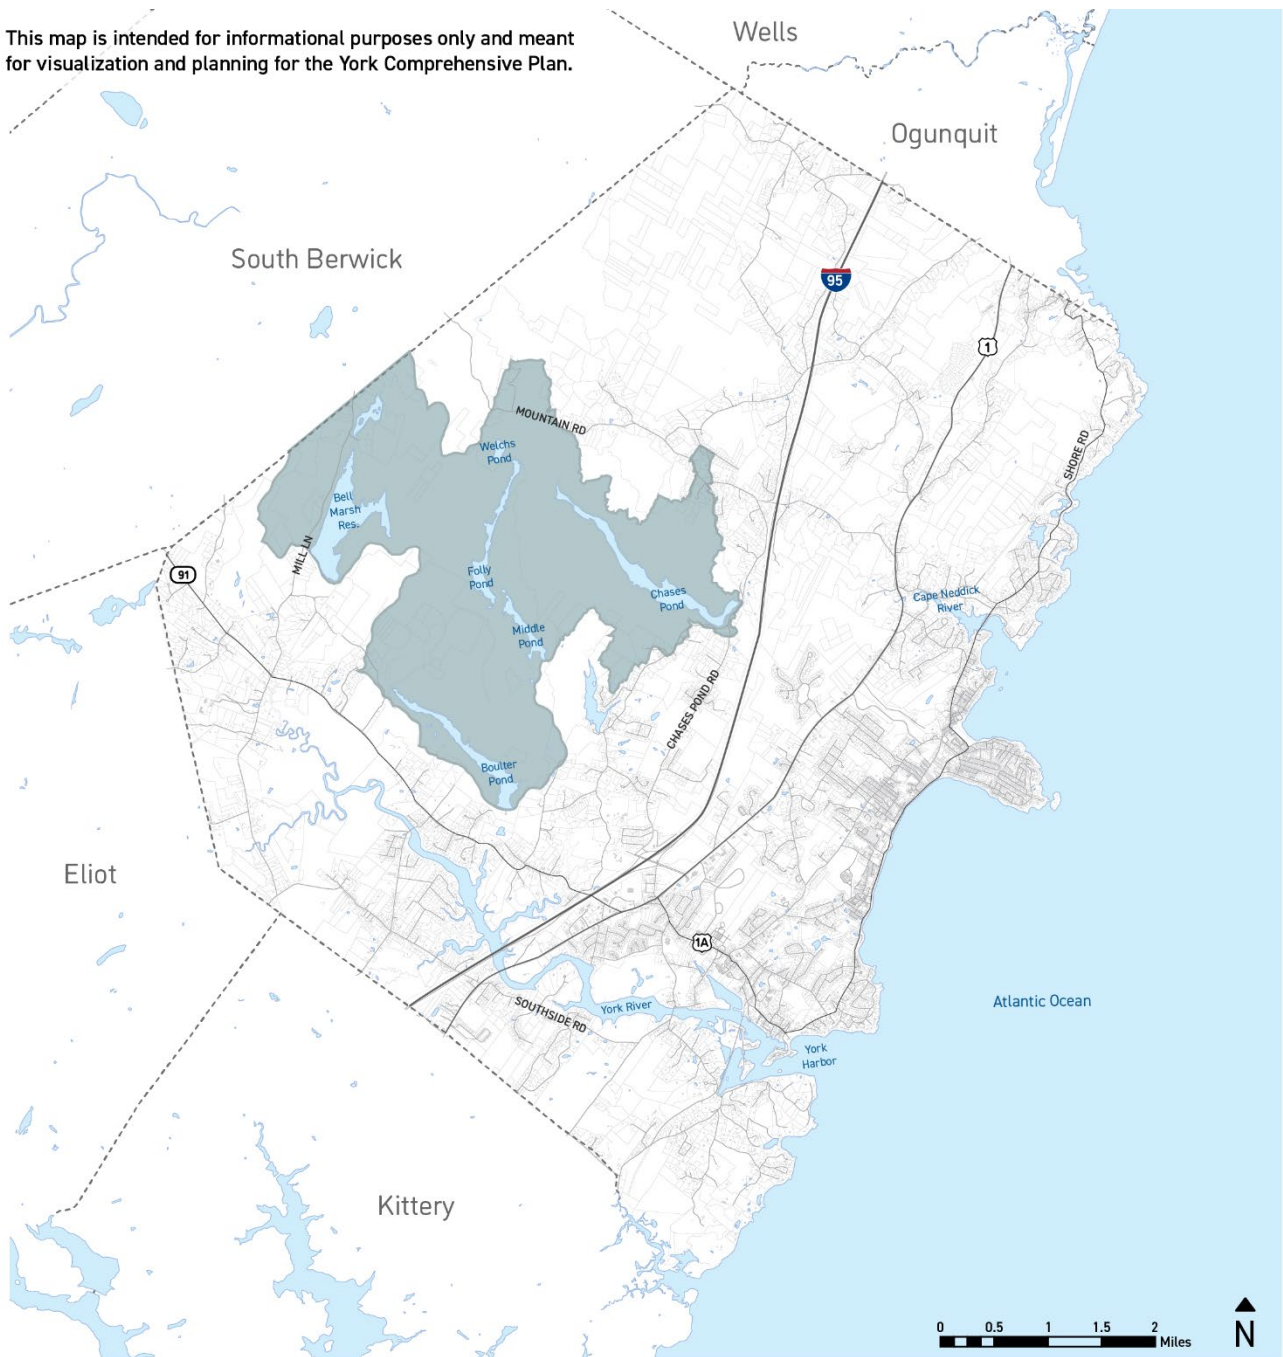 This map is intended for informational purposes only and meant
for visualization and planning for the York Comprehensive Plan.
Wells
Ogunquit
South Berwick
95
1
MOUNTAIN RD
SHORE RD
Welchs
Pond
Bell
Marsh
Res.
MILL LN
91
Folly
Pond
Chases
Pond
Cape Neddick
River
Middle
Pond
CHASES POND RD
Boulter
Pond
Eliot
1A
Atlantic Ocean
York River
SOUTHSIDE RD
York
Harbor
Kittery
0 0.5 1 1.5 2
Miles
N